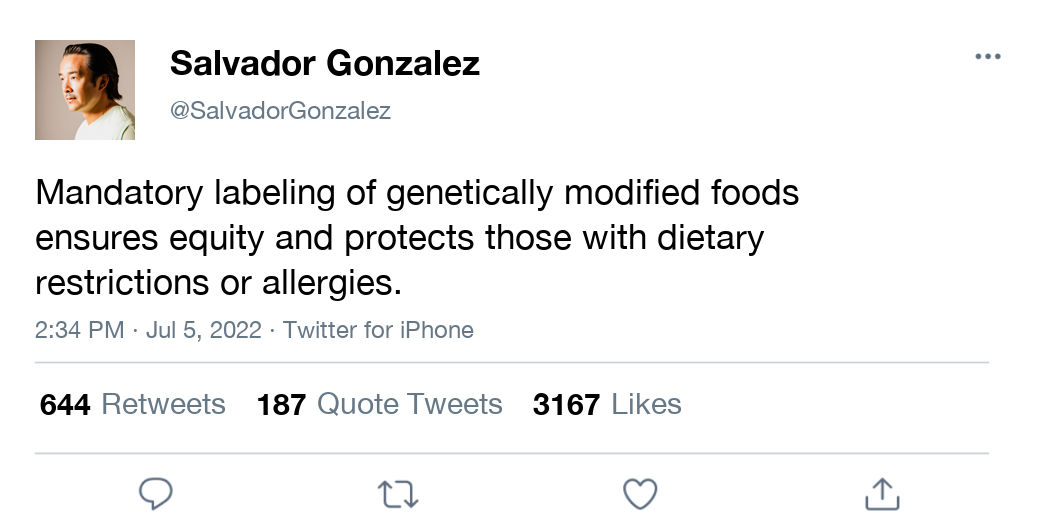 Salvador Gonzalez
@SalvadorGonzalez
Mandatory labeling of genetically modified foods
ensures equity and protects those with dietary
restrictions or allergies.
2:34 PM · Jul 5, 2022 · Twitter for iPhone
644 Retweets 187 Quote Tweets 3167 Likes